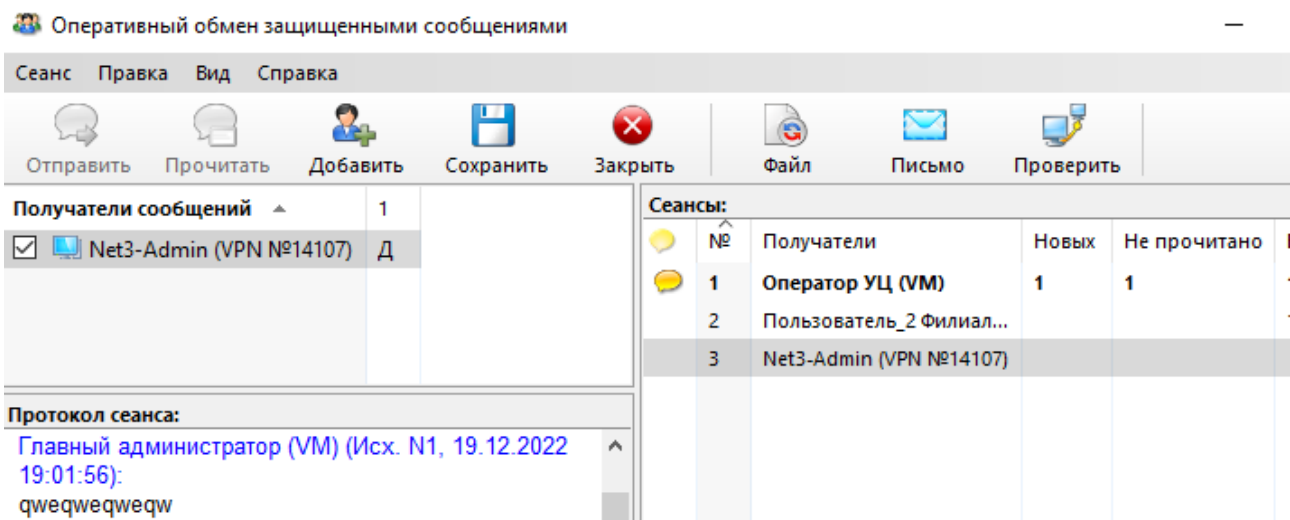 Оперативный обмен защищенными сообщениями
Сеанс Правка Вид Справка
Отправить Прочитать Добавить Сохранить Закрыть Файл Письмо Проверить
Получатели сообщений 1
Net3-Admin (VPN №14107) Д
Протокол сеанса:
Главный администратор (VM) (Исх. N1, 19.12.2022
19:01:56):
qweqweqweqw
Сеансы:
№ Получатели Новых Не прочитано
1 Оператор УЦ (VM) 1 1
2 Пользователь_2 Филиал...
3 Net3-Admin (VPN №14107)